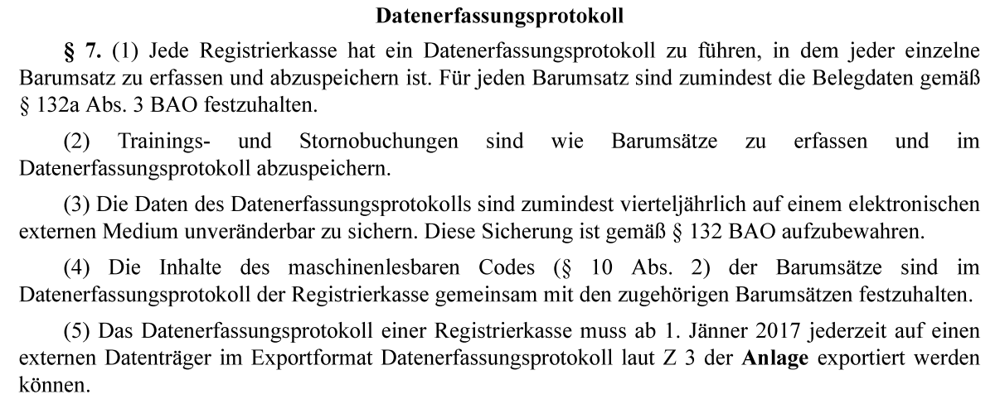 Datenerfassungsprotokoll
§ 7. (1) Jede Registrierkasse hat ein Datenerfassungsprotokoll zu führen, in dem jeder einzelne
Barumsatz zu erfassen und abzuspeichern ist. Für jeden Barumsatz sind zumindest die Belegdaten gemäß
§ 132a Abs. 3 BAO festzuhalten.
(2) Trainings- und Stornobuchungen sind wie Barumsätze zu erfassen und im
Datenerfassungsprotokoll abzuspeichern.
(3) Die Daten des Datenerfassungsprotokolls sind zumindest vierteljährlich auf einem elektronischen
externen Medium unveränderbar zu sichern. Diese Sicherung ist gemäß § 132 BAO aufzubewahren.
(4) Die Inhalte des maschinenlesbaren Codes (§ 10 Abs. 2) der Barumsätze sind im
Datenerfassungsprotokoll der Registrierkasse gemeinsam mit den zugehörigen Barumsätzen festzuhalten.
(5) Das Datenerfassungsprotokoll einer Registrierkasse muss ab 1. Jänner 2017 jederzeit auf einen
externen Datenträger im Exportformat Datenerfassungsprotokoll laut Z 3 der Anlage exportiert werden
können.